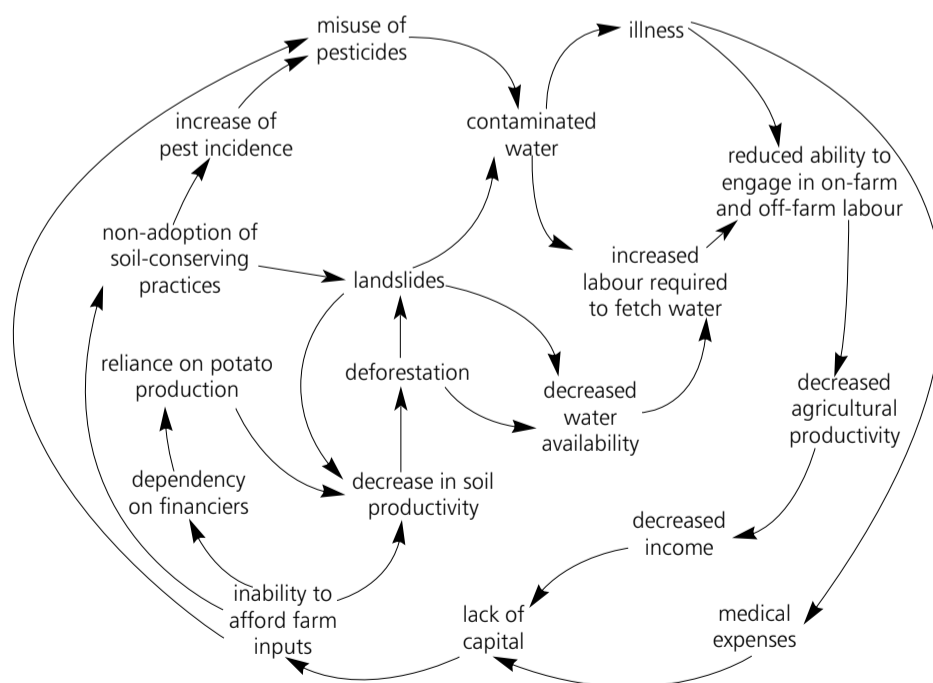 misuse of
pesticides
illness
increase of
pest incidence
contaminated
water
reduced ability to
engage in on-farm
and off-farm labour
non-adoption of
soil-conserving
practices
landslides
increased
labour required
to fetch water
reliance on potato
production
deforestation
decreased
water
availability
decreased
agricultural
productivity
dependency
on financiers
decrease in soil
productivity
decreased
income
inability to
afford farm
inputs
lack of
capital
medical
expenses